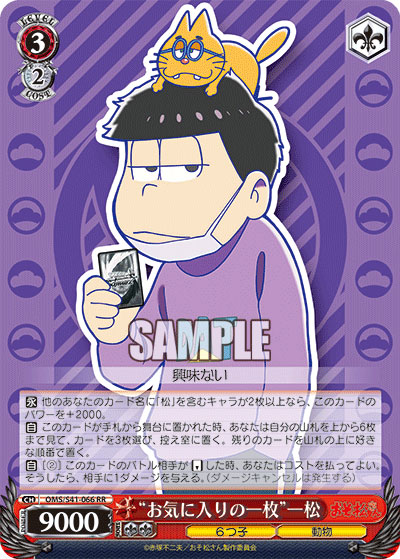 LEVEL
3
2
COST
SAMPLE
興味ない
永 他のあなたのカード名に「松」を含むキャラが2枚以上なら、このカードの
パワーを+2000。
自 このカードが手札から舞台に置かれた時、あなたは自分の山札を上から6枚
まで見て、カードを3枚選び、控え室に置く。残りのカードを山札の上に好き
な順番で置く。
自［②］このカードのバトル相手が【リバース】した時、あなたはコストを払ってよい。そ
うしたら、相手に1ダメージを与える。（ダメージキャンセルは発生する）
CH OMS/S41-066 RR
POWER
9000
“お気に入りの一枚”一松
おそ松さん
6つ子
動物
©赤塚不二夫／おそ松さん製作委員会